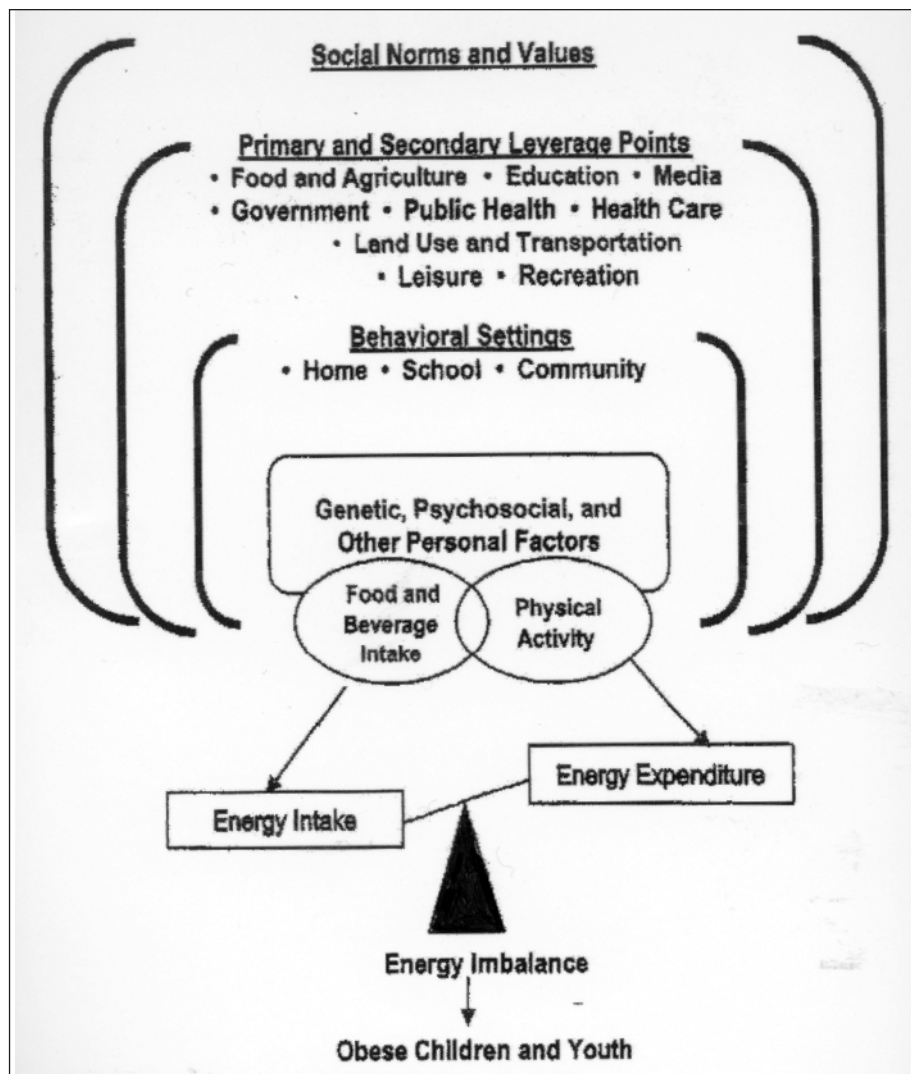 Social Norms and Values
Primary and Secondary Leverage Points
• Food and Agriculture • Education • Media
• Government • Public Health • Health Care
• Land Use and Transportation
• Leisure • Recreation
Behavioral Settings
• Home • School • Community
Genetic, Psychosocial, and
Other Personal Factors
Food and
Beverage
Intake
Physical
Activity
Energy Expenditure
Energy Intake
Energy Imbalance
Obese Children and Youth